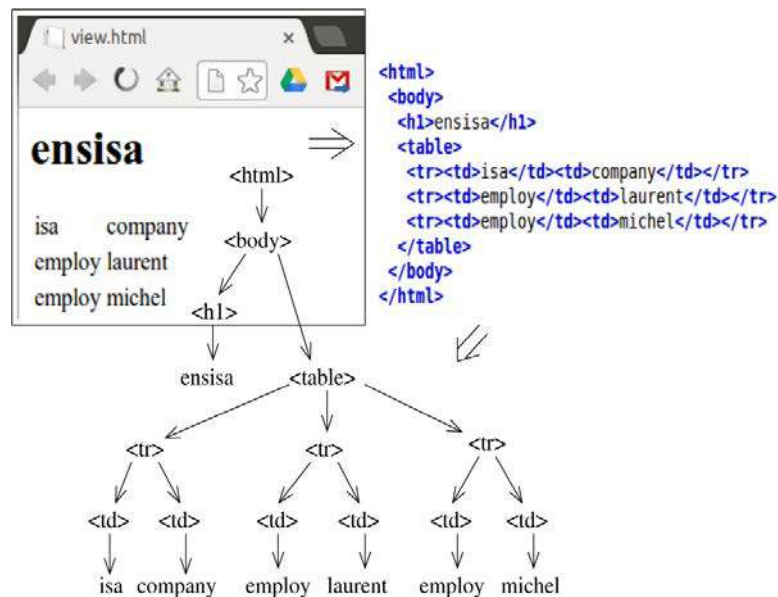 view.html ×
ensisa
isa company
employ laurent
employ michel
<html>
<body>
<h1>ensisa</h1>
<table>
<tr><td>isa</td><td>company</td></tr>
<tr><td>employ</td><td>laurent</td></tr>
<tr><td>employ</td><td>michel</td></tr>
</table>
</body>
</html>
<html>
<body>
<h1>
ensisa <table>
<tr> <tr> <tr>
<td> <td> <td> <td> <td> <td>
isa company employ laurent employ michel